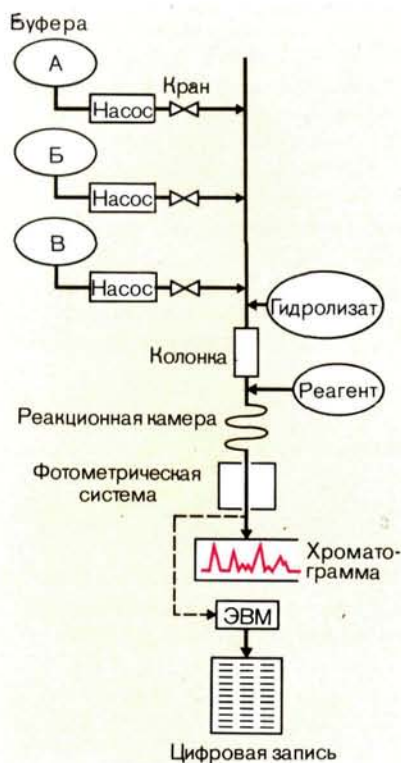 Буфера
А
Насос
Кран
Б
Насос
В
Насос
Гидролизат
Колонка
Реагент
Реакционная камера
Фотометрическая
система
Хромато-
грамма
ЭВМ
Цифровая запись